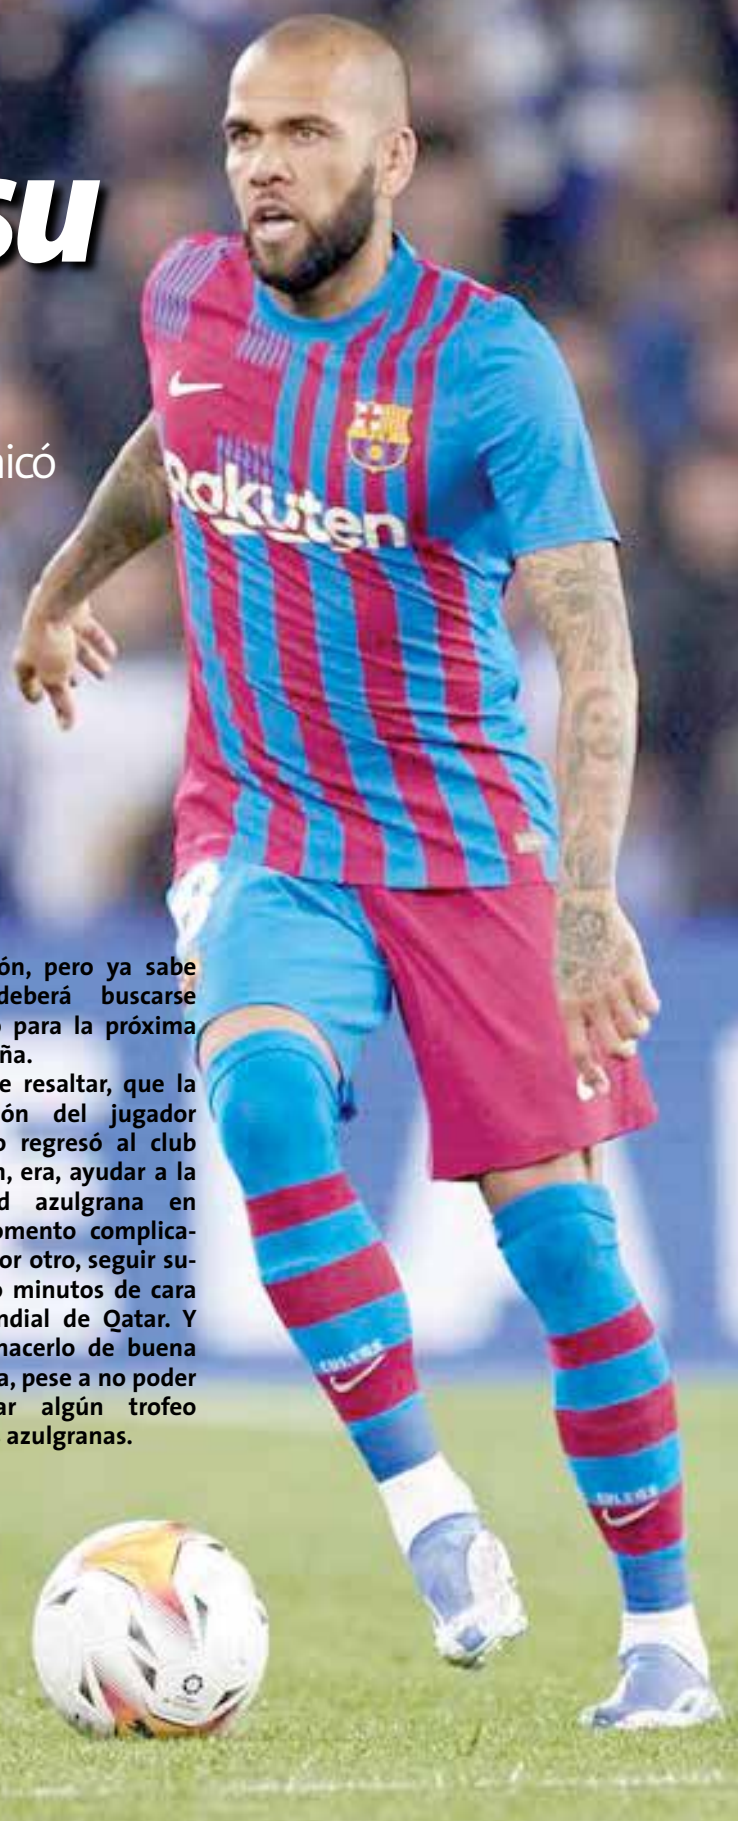 su
icó
ón, pero ya sabe
deberá buscarse
o para la próxima
ña.
e resaltar, que la
ón del jugador
o regresó al club
n, era, ayudar a la
d azulgrana en
omento complica-
or otro, seguir su-
o minutos de cara
ndial de Qatar. Y
hacerlo de buena
a, pese a no poder
ar algún trofeo
azulgranas.
Rakuten
8